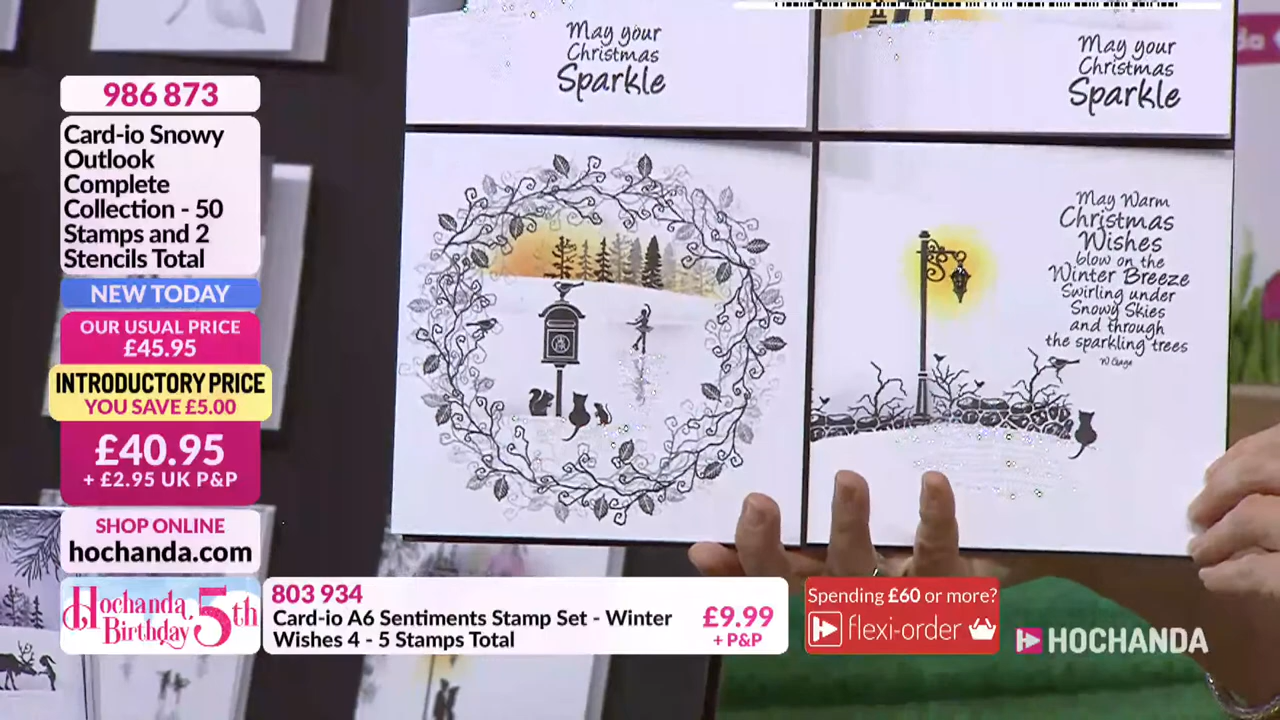 May your
Christmas
Sparkle
May your
Christmas
Sparkle
986 873
Card-io Snowy
Outlook
Complete
Collection - 50
Stamps and 2
Stencils Total
NEW TODAY
OUR USUAL PRICE
£45.95
INTRODUCTORY PRICE
YOU SAVE £5.00
£40.95
+ £2.95 UK P&P
SHOP ONLINE
hochanda.com
May Warm
Christmas
Wishes
blow on the
Winter Breeze
Swirling under
Snowy Skies
and through
the sparkling trees
Hochanda
Birthday
5th
803 934
Card-io A6 Sentiments Stamp Set - Winter
Wishes 4 - 5 Stamps Total
£9.99
+ P&P
Spending £60 or more?
flexi-order
HOCHANDA